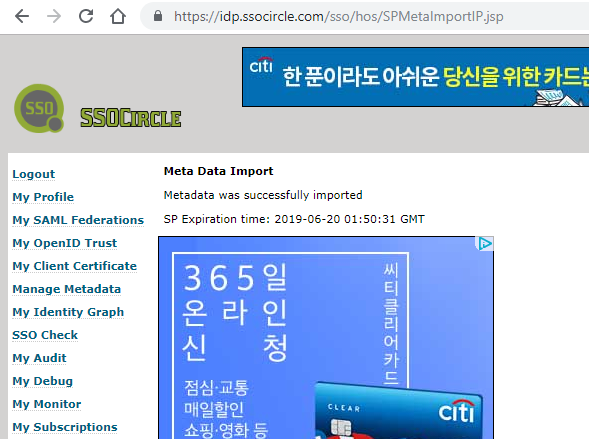 https://idp.ssocircle.com/sso/hos/SPMetaImportIP.jsp
citi
한 푼이라도 아쉬운 당신을 위한 카드는
SSO SSOCircle
Logout
My Profile
My SAML Federations
My OpenID Trust
My Client Certificate
Manage Metadata
My Identity Graph
SSO Check
My Audit
My Debug
My Monitor
My Subscriptions
Meta Data Import
Metadata was successfully imported
SP Expiration time: 2019-06-20 01:50:31 GMT
365일
온라인
신청
씨티클리어카드
점심·교통
매일할인
쇼핑·영화 등
CLEAR
citi